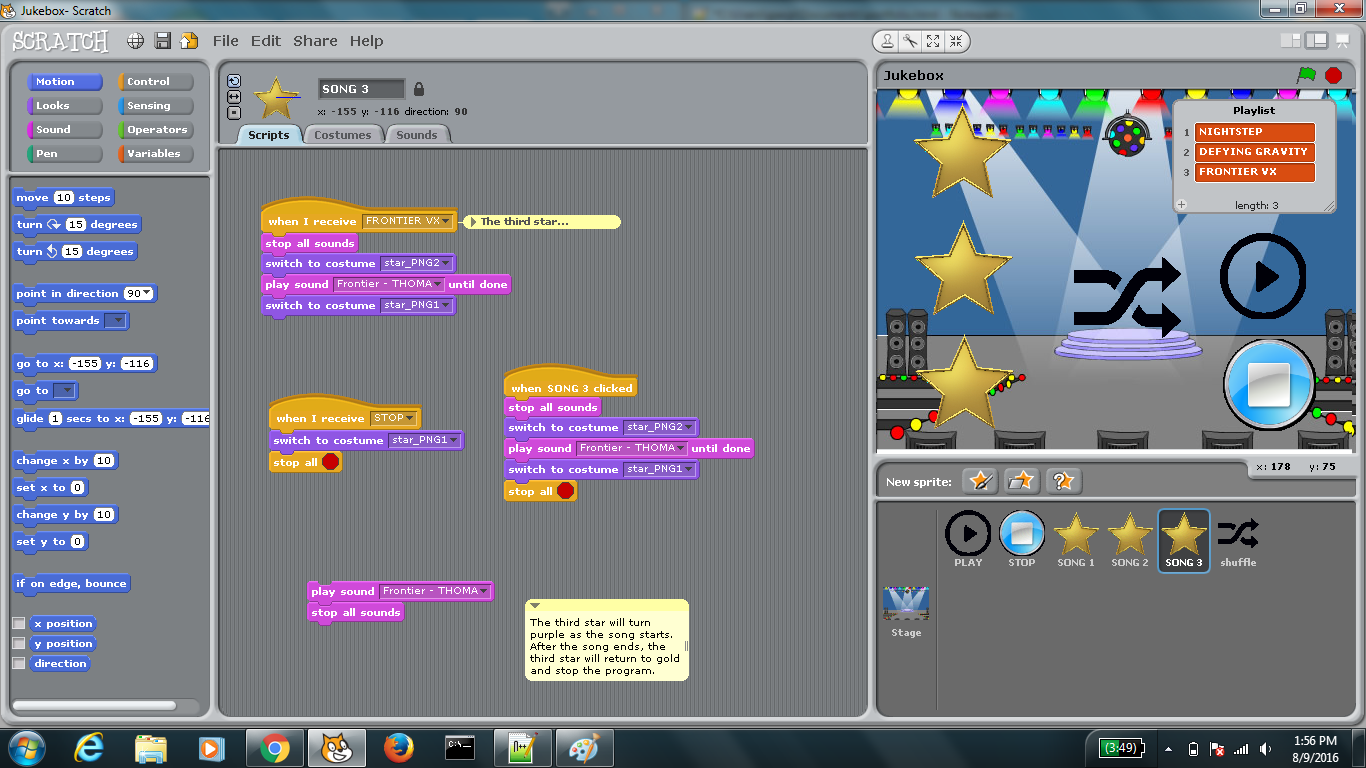 Jukebox- Scratch
SCRATCH File Edit Share Help
Motion Control
Looks Sensing
Sound Operators
Pen Variables
move 10 steps
turn 15 degrees
turn 15 degrees
point in direction 90
point towards
go to x: -155 y: -116
go to
glide 1 secs to x: -155 y: -116
change x by 10
set x to 0
change y by 10
set y to 0
if on edge, bounce
x position
y position
direction
SONG 3
x: -155 y: -116 direction: 90
Scripts Costumes Sounds
when I receive FRONTIER VX
The third star...
stop all sounds
switch to costume star_PNG2
play sound Frontier - THOMA until done
switch to costume star_PNG1
when I receive STOP
switch to costume star_PNG1
stop all
when SONG 3 clicked
stop all sounds
switch to costume star_PNG2
play sound Frontier - THOMA until done
switch to costume star_PNG1
stop all
play sound Frontier - THOMA
stop all sounds
The third star will turn
purple as the song starts.
After the song ends, the
third star will return to gold
and stop the program.
Jukebox
Playlist
1 NIGHTSTEP
2 DEFYING GRAVITY
3 FRONTIER VX
+ length: 3
x: 178 y: 75
New sprite:
PLAY STOP SONG 1 SONG 2 SONG 3 shuffle
Stage
C:\_
N++
(3:49)
1:56 PM
8/9/2016